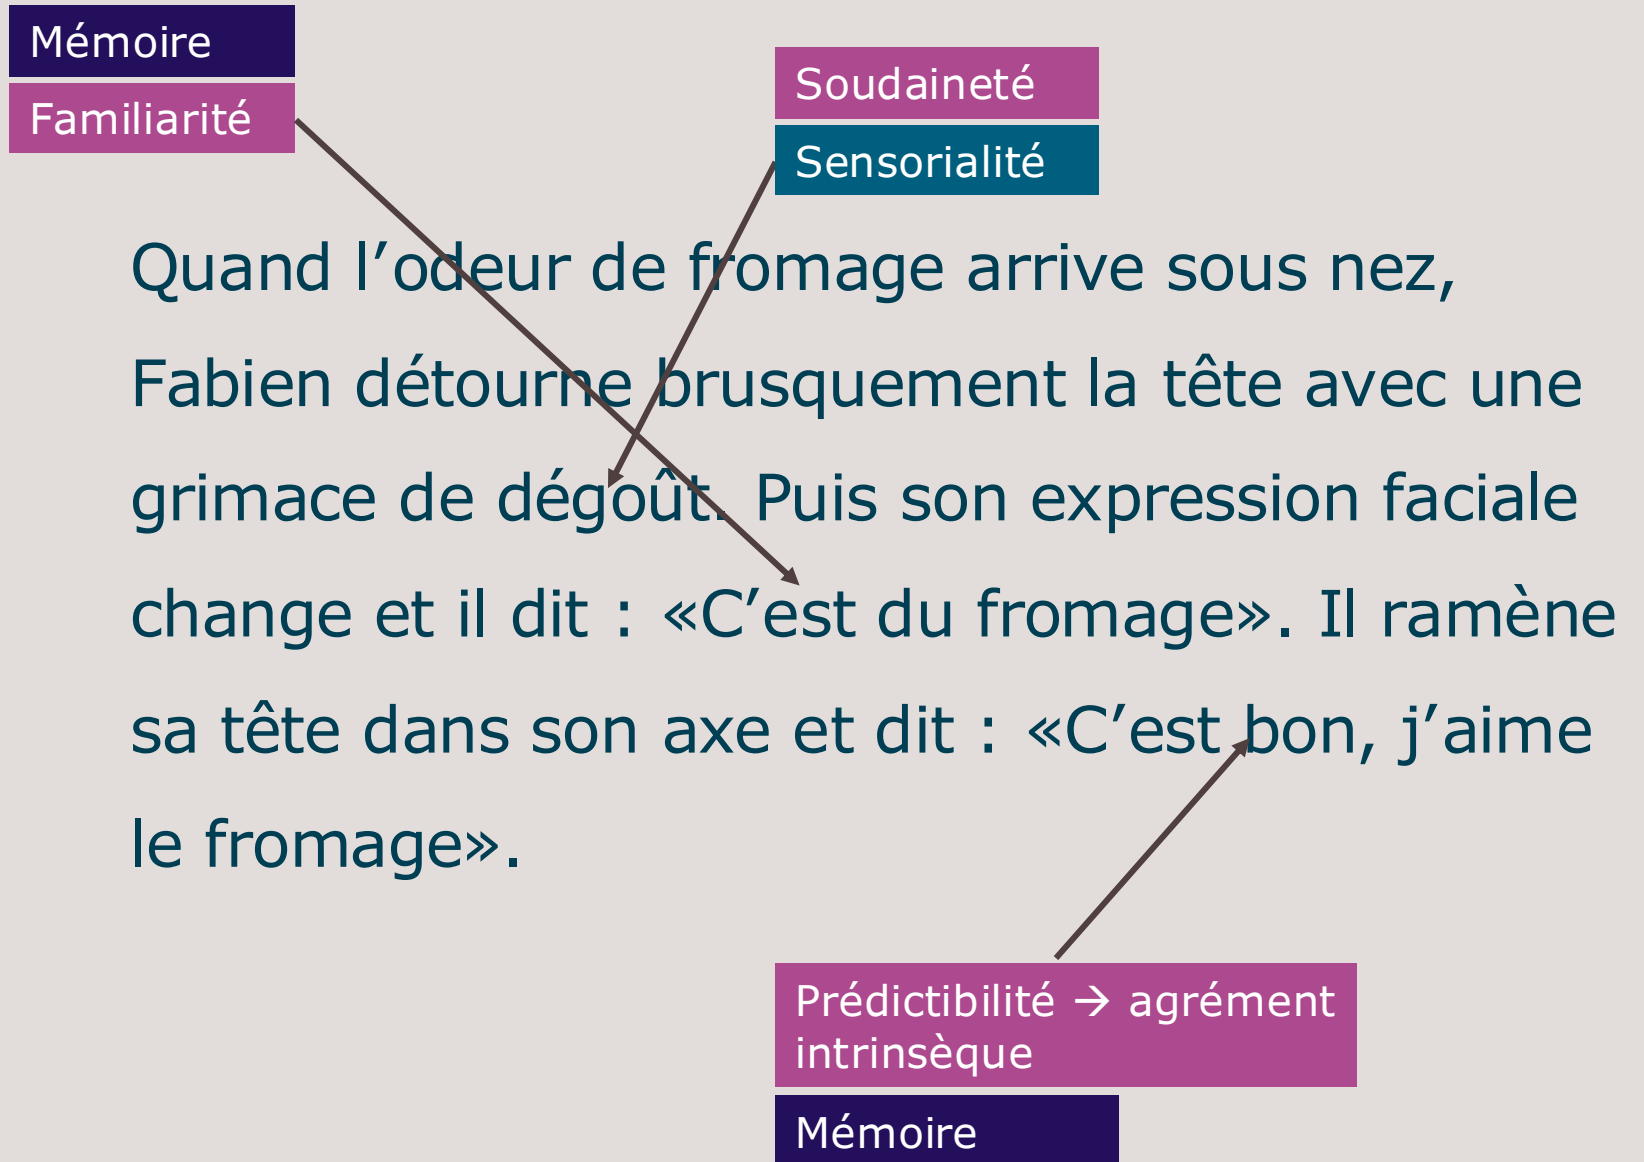 Mémoire
Familiarité
Soudaineté
Sensorialité
Quand l’odeur de fromage arrive sous nez,
Fabien détourne brusquement la tête avec une
grimace de dégoût. Puis son expression faciale
change et il dit : «C’est du fromage». Il ramène
sa tête dans son axe et dit : «C’est bon, j’aime
le fromage».
Prédictibilité → agrément
intrinsèque
Mémoire